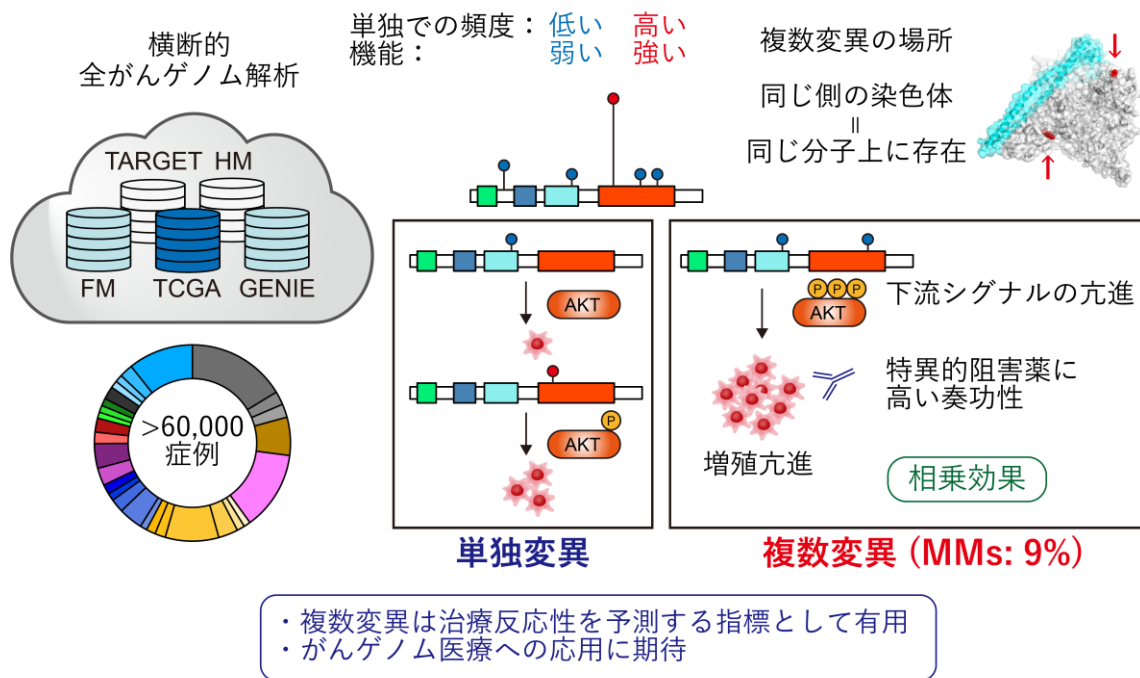 横断的
全がんゲノム解析
TARGET HM
FM TCGA GENIE
>60,000
症例
単独での頻度： 低い 高い
機能： 弱い 強い
複数変異の場所
同じ側の染色体
＝
同じ分子上に存在
AKT
P
AKT
単独変異
P P P
AKT
下流シグナルの亢進
特異的阻害薬に
高い奏功性
増殖亢進
相乗効果
複数変異 (MMs: 9%)
・複数変異は治療反応性を予測する指標として有用
・がんゲノム医療への応用に期待